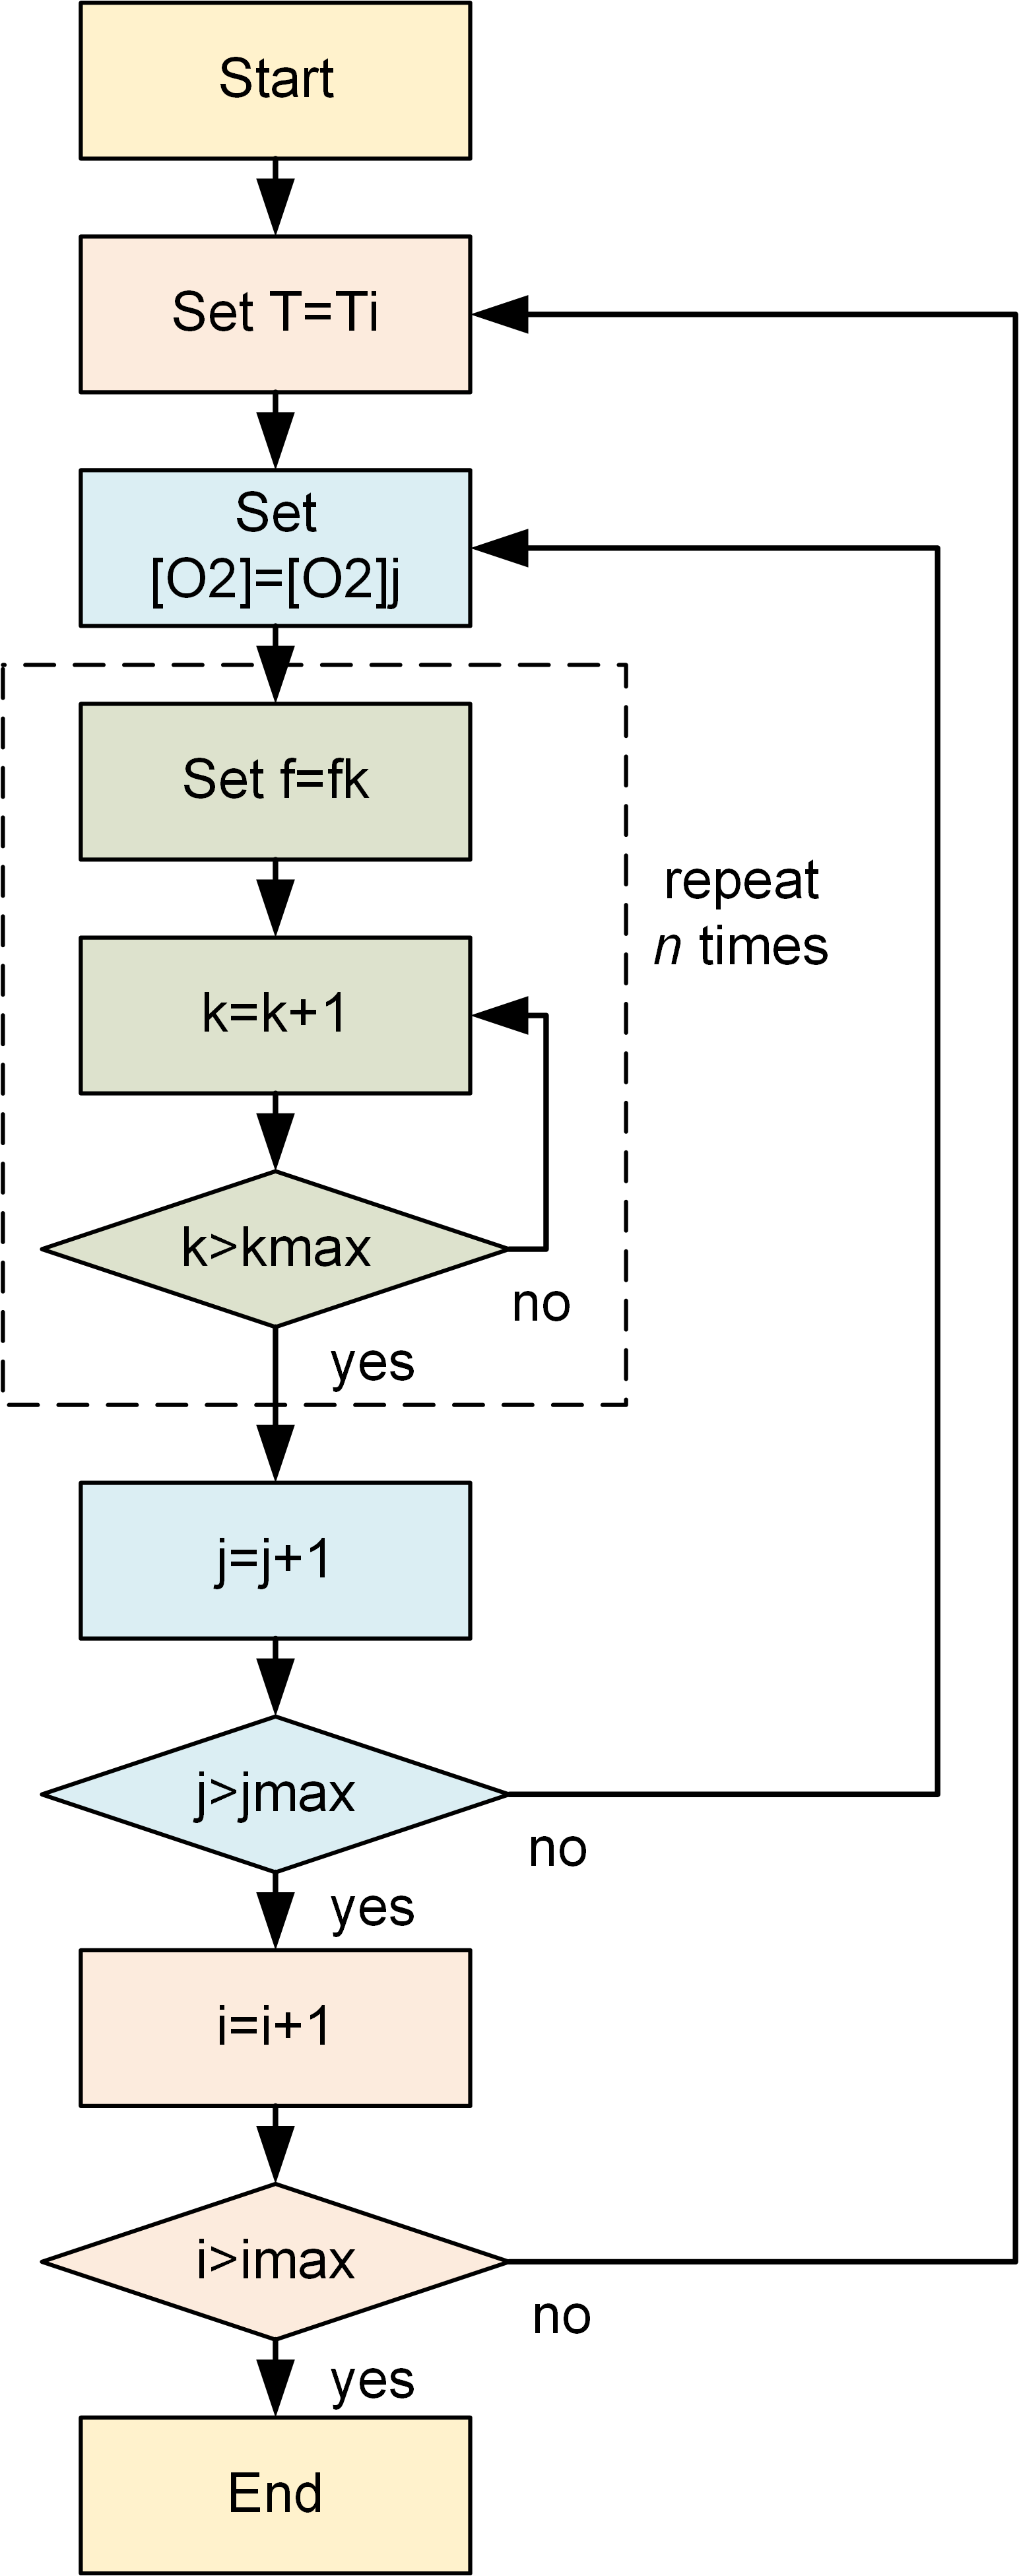 Start
Set T=Ti
Set
[O2]=[O2]j
Set f=fk
repeat
n times
k=k+1
k>kmax
no
yes
j=j+1
j>jmax
no
yes
i=i+1
i>imax
no
yes
End